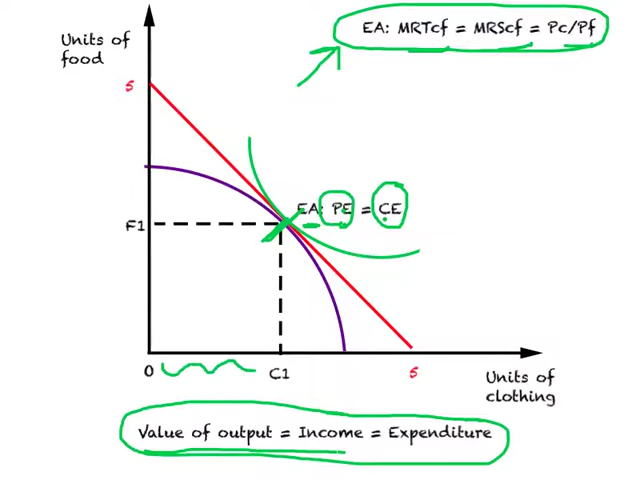 EA: MRTcf = MRScf = Pc/Pf
Units of
food
5
EA: PE = CE
F1
0
C1
5
Units of
clothing
Value of output = Income = Expenditure